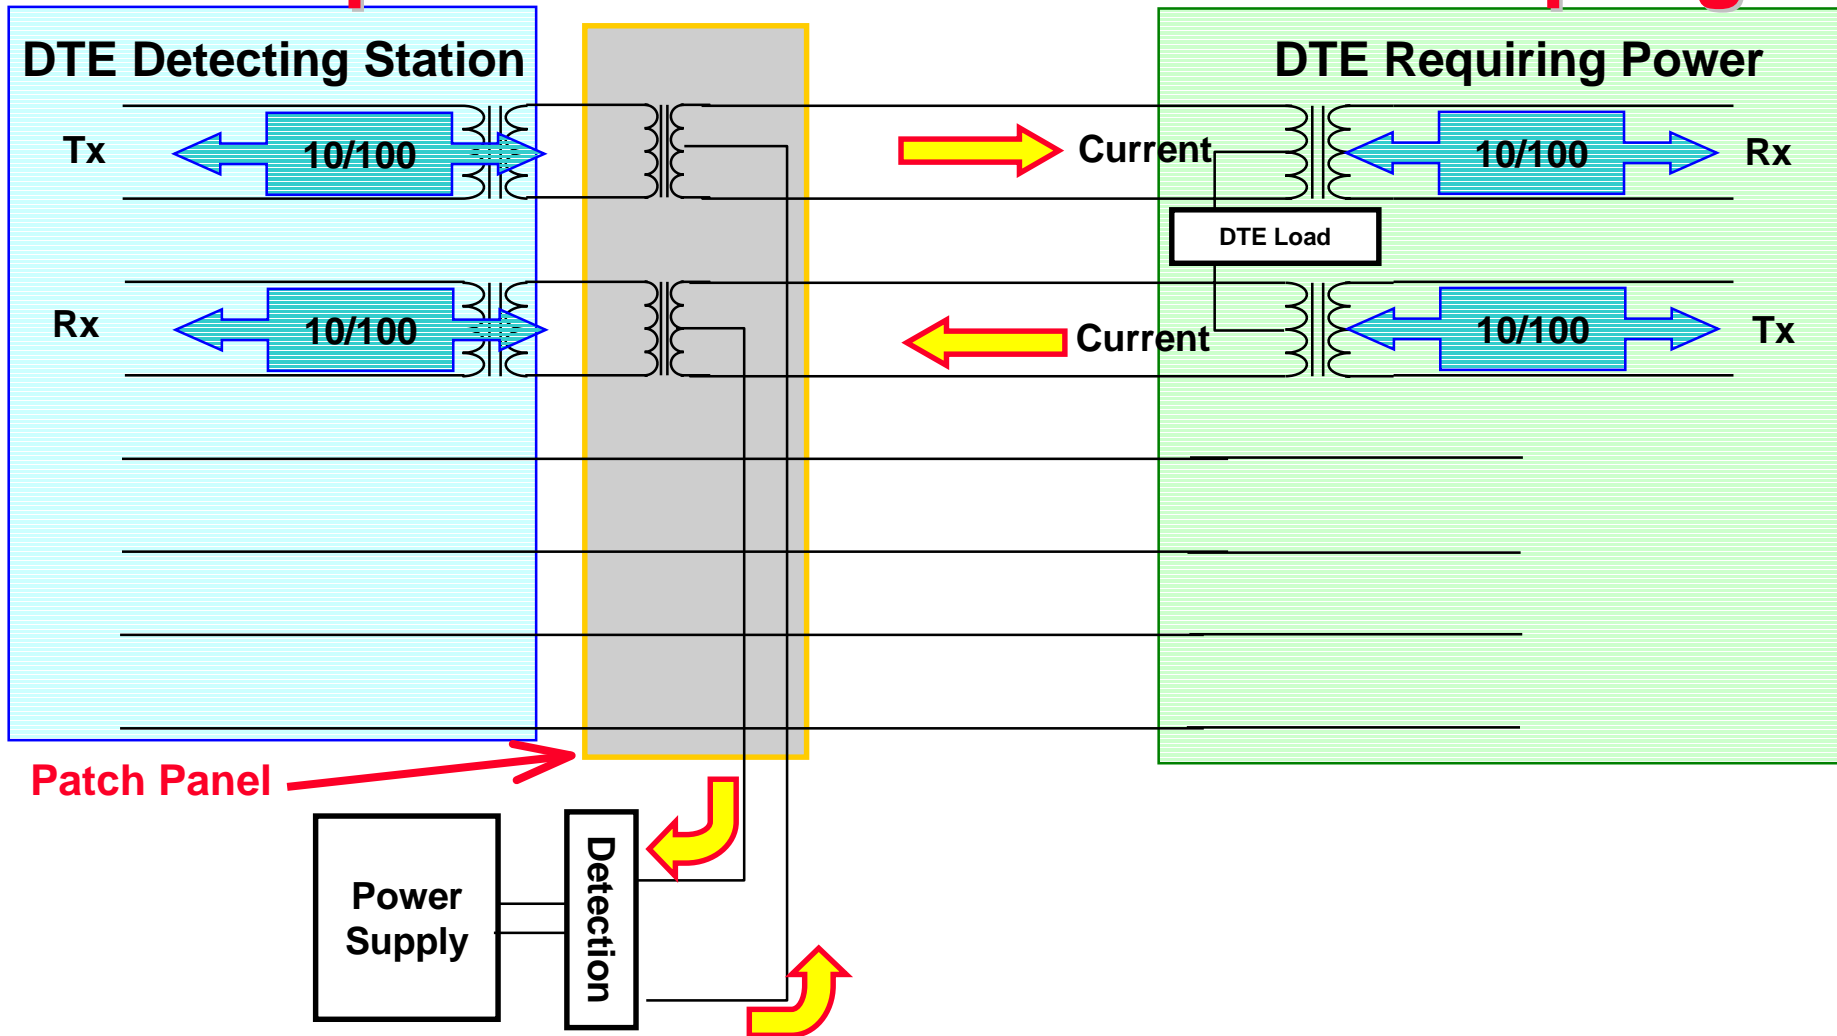 DTE Detecting Station
DTE Requiring Power
Tx
10/100
Current
10/100
Rx
DTE Load
Rx
10/100
Current
10/100
Tx
Patch Panel
Power
Supply
Detection